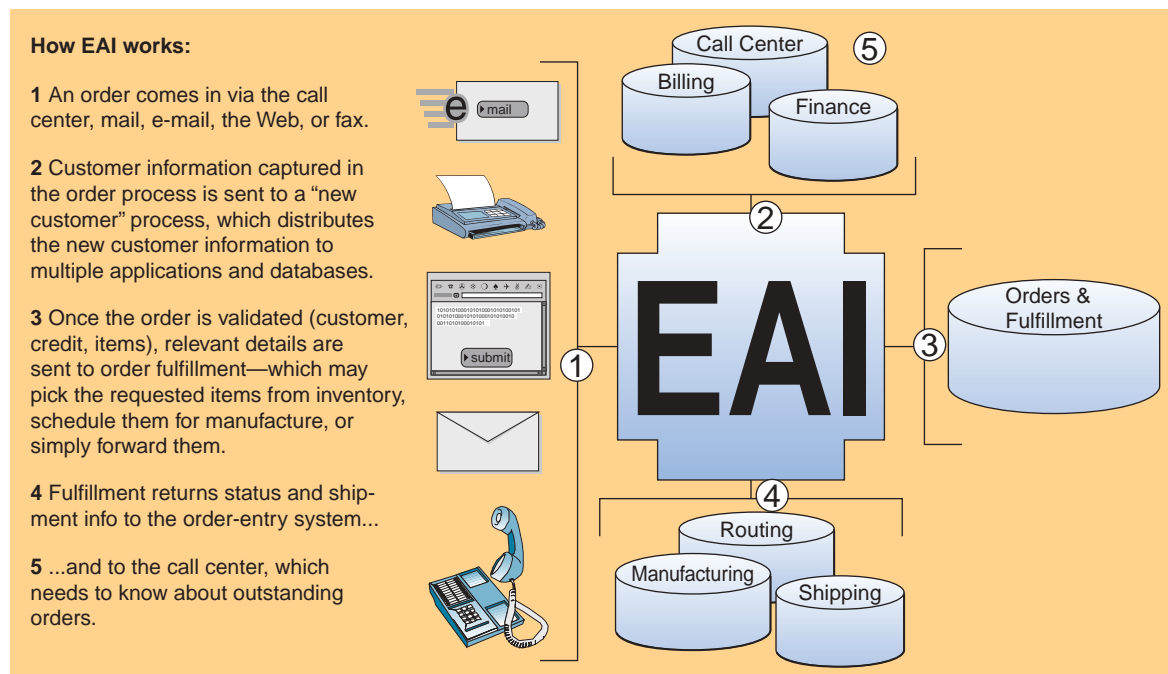 How EAI works:
1 An order comes in via the call
center, mail, e-mail, the Web, or fax.
2 Customer information captured in
the order process is sent to a “new
customer” process, which distributes
the new customer information to
multiple applications and databases.
3 Once the order is validated (customer,
credit, items), relevant details are
sent to order fulfillment—which may
pick the requested items from inventory,
schedule them for manufacture, or
simply forward them.
4 Fulfillment returns status and ship-
ment info to the order-entry system...
5 ...and to the call center, which
needs to know about outstanding
orders.
e
mail
submit
1
Call Center
5
Billing
Finance
2
EAI
3
Orders &
Fulfillment
4
Routing
Manufacturing
Shipping